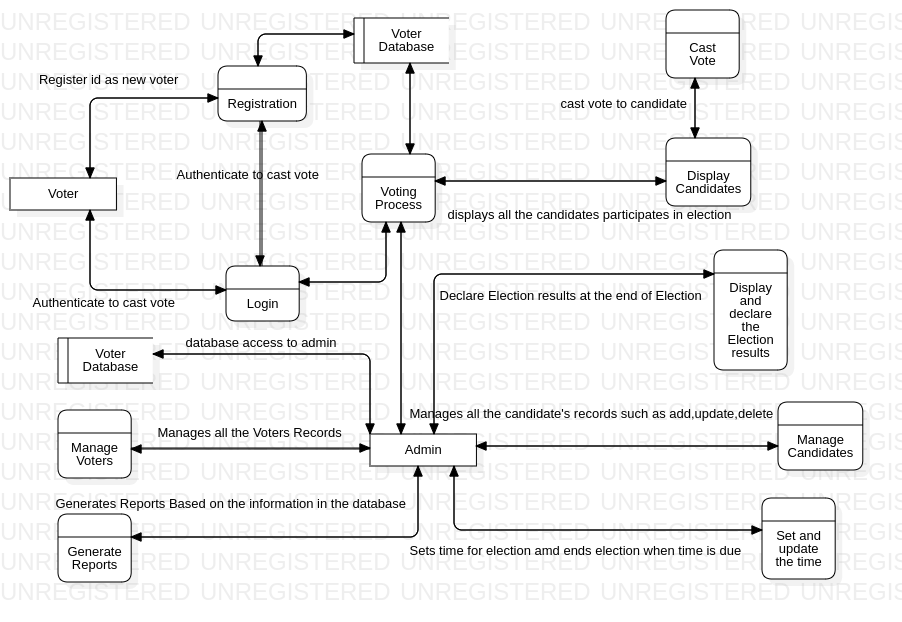 Voter
Database
Cast
Vote
Register id as new voter
Registration
cast vote to candidate
Authenticate to cast vote
Voter
Voting
Process
Display
Candidates
displays all the candidates participates in election
Login
Authenticate to cast vote
Declare Election results at the end of Election
Display
and
declare
the
Election
results
database access to admin
Voter
Database
Manages all the candidate's records such as add,update,delete
Manages all the Voters Records
Manage
Voters
Admin
Manage
Candidates
Generates Reports Based on the information in the database
Generate
Reports
Sets time for election amd ends election when time is due
Set and
update
the time
UNREGISTERED